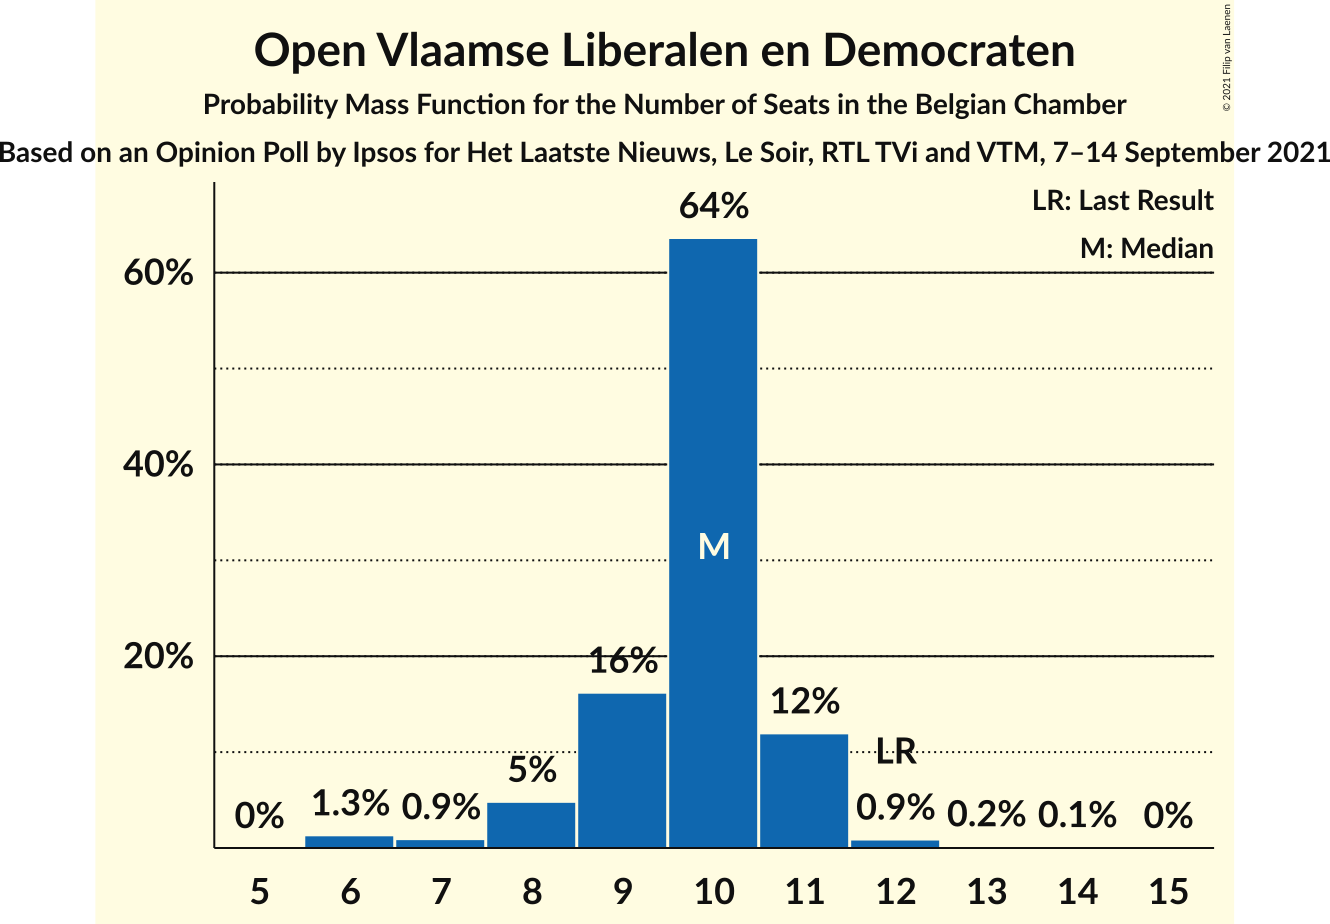 Open Vlaamse Liberalen en Democraten
Probability Mass Function for the Number of Seats in the Belgian Chamber
Based on an Opinion Poll by Ipsos for Het Laatste Nieuws, Le Soir, RTL TVi and VTM, 7–14 September 2021
© 2021 Filip van Laenen
LR: Last Result
M: Median
64%
60%
40%
M
20%
16%
12%
LR
5%
0%
1.3%
0.9%
0.9%
0.2%
0.1%
0%
5 6 7 8 9 10 11 12 13 14 15